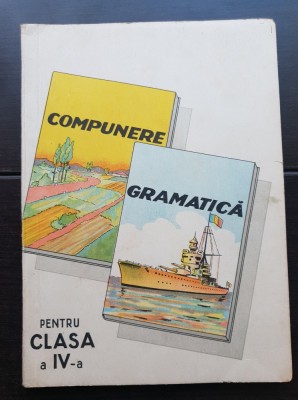 COMPUNERE
GRAMATICĂ
PENTRU
CLASA
a IV-a